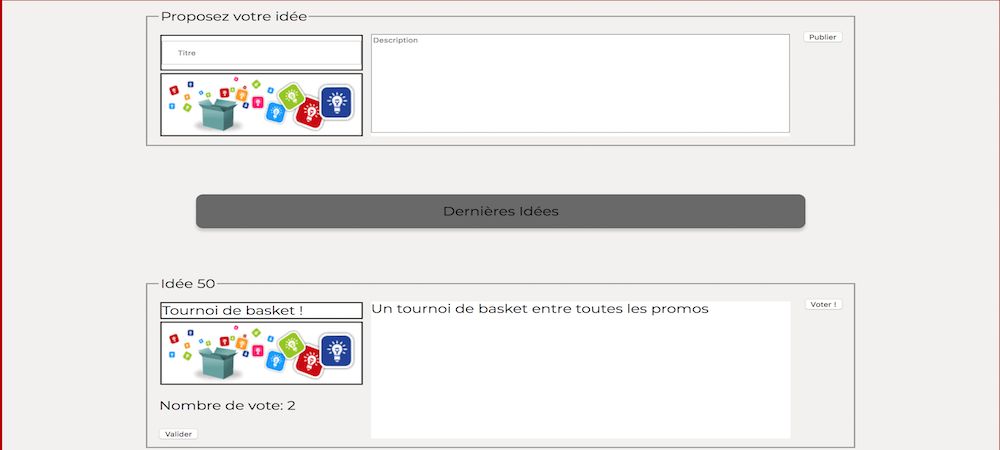 Proposez votre idée
Titre
Description
Publier
Dernières Idées
Idée 50
Tournoi de basket !
Un tournoi de basket entre toutes les promos
Voter !
Nombre de vote: 2
Valider